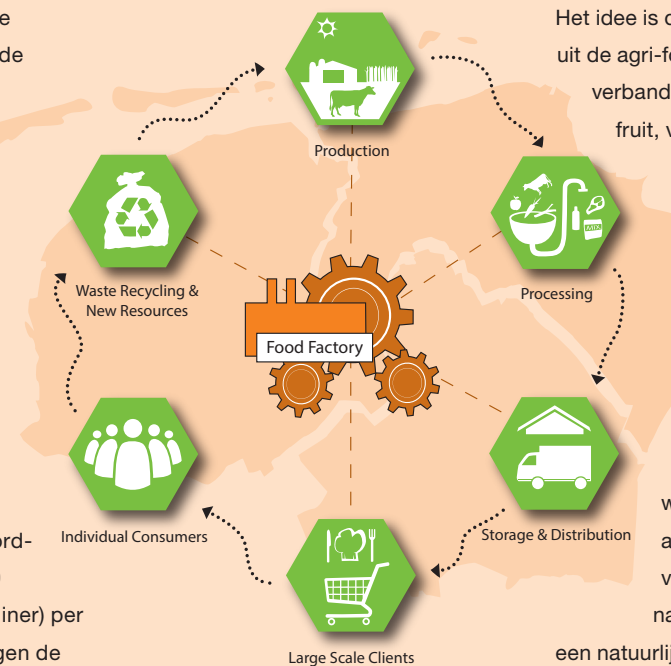 e
de
Het idee is
uit de agri-f
verband
fruit, v
Production
Processing
Waste Recycling &
New Resources
Food Factory
Individual Consumers
Storage & Distribution
Large Scale Clients
ord-
iner) per
gen de
w
a
v
na
een natuurlij
MIX